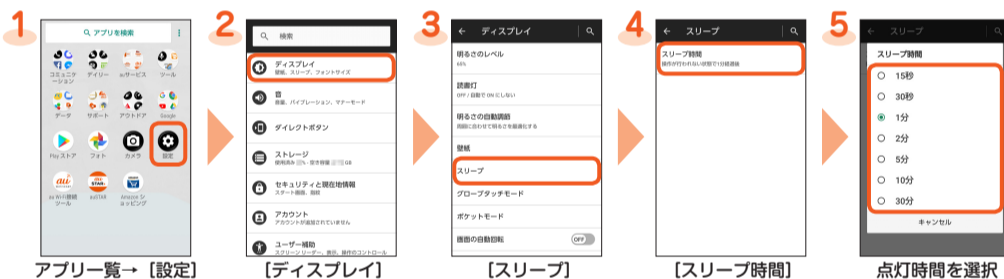 1
アプリを検索
コミュニケーション
デイリー
auサービス
ツール
データ
サポート
アウトドア
Google
Play ストア
フォト
カメラ
設定
au Wi-Fi接続ツール
auSTAR
Amazon ショッピング
アプリ一覧→［設定］
2
検索
ディスプレイ
壁紙、スリープ、フォントサイズ
音
音量、バイブレーション、マナーモード
ダイレクトボタン
ストレージ
セキュリティと現在地情報
アカウント
アカウントが追加されていません
ユーザー補助
スクリーン リーダー、表示、操作のコントロール
［ディスプレイ］
3
ディスプレイ
明るさのレベル
60%
読書灯
OFF / 自動で ON にしない
明るさの自動調節
周囲に合わせて明るさを最適化する
壁紙
スリープ
グローブタッチモード
ポケットモード
画面の自動回転
OFF
［スリープ］
4
スリープ
スリープ時間
操作が行われない状態で1分経過後
［スリープ時間］
5
スリープ
スリープ時間
15秒
30秒
1分
2分
5分
10分
30分
キャンセル
点灯時間を選択